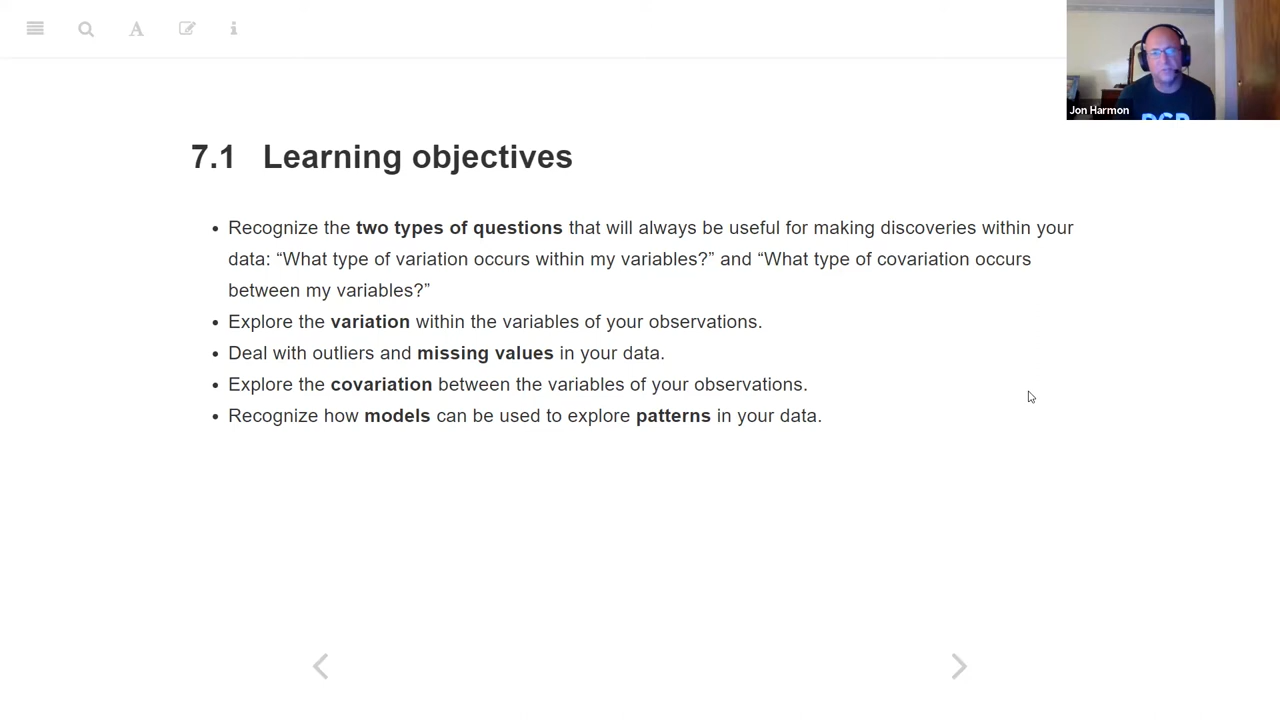 Jon Harmon
7.1 Learning objectives
• Recognize the two types of questions that will always be useful for making discoveries within your
data: “What type of variation occurs within my variables?” and “What type of covariation occurs
between my variables?”
• Explore the variation within the variables of your observations.
• Deal with outliers and missing values in your data.
• Explore the covariation between the variables of your observations.
• Recognize how models can be used to explore patterns in your data.